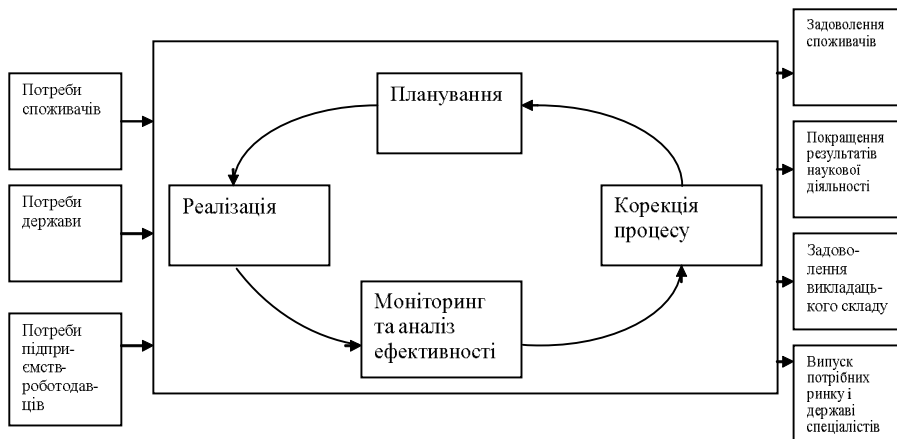 Потреби
споживачів
Потреби
держави
Потреби
підпри-
ємств-
роботодав-
ців
Планування
Реалізація
Корекція
процесу
Моніторинг
та аналіз
ефективності
Задоволення
споживачів
Покращення
результатів
наукової
діяльності
Задово-
лення
викладаць-
кого складу
Випуск
потрібних
ринку і
державі
спеціалістів